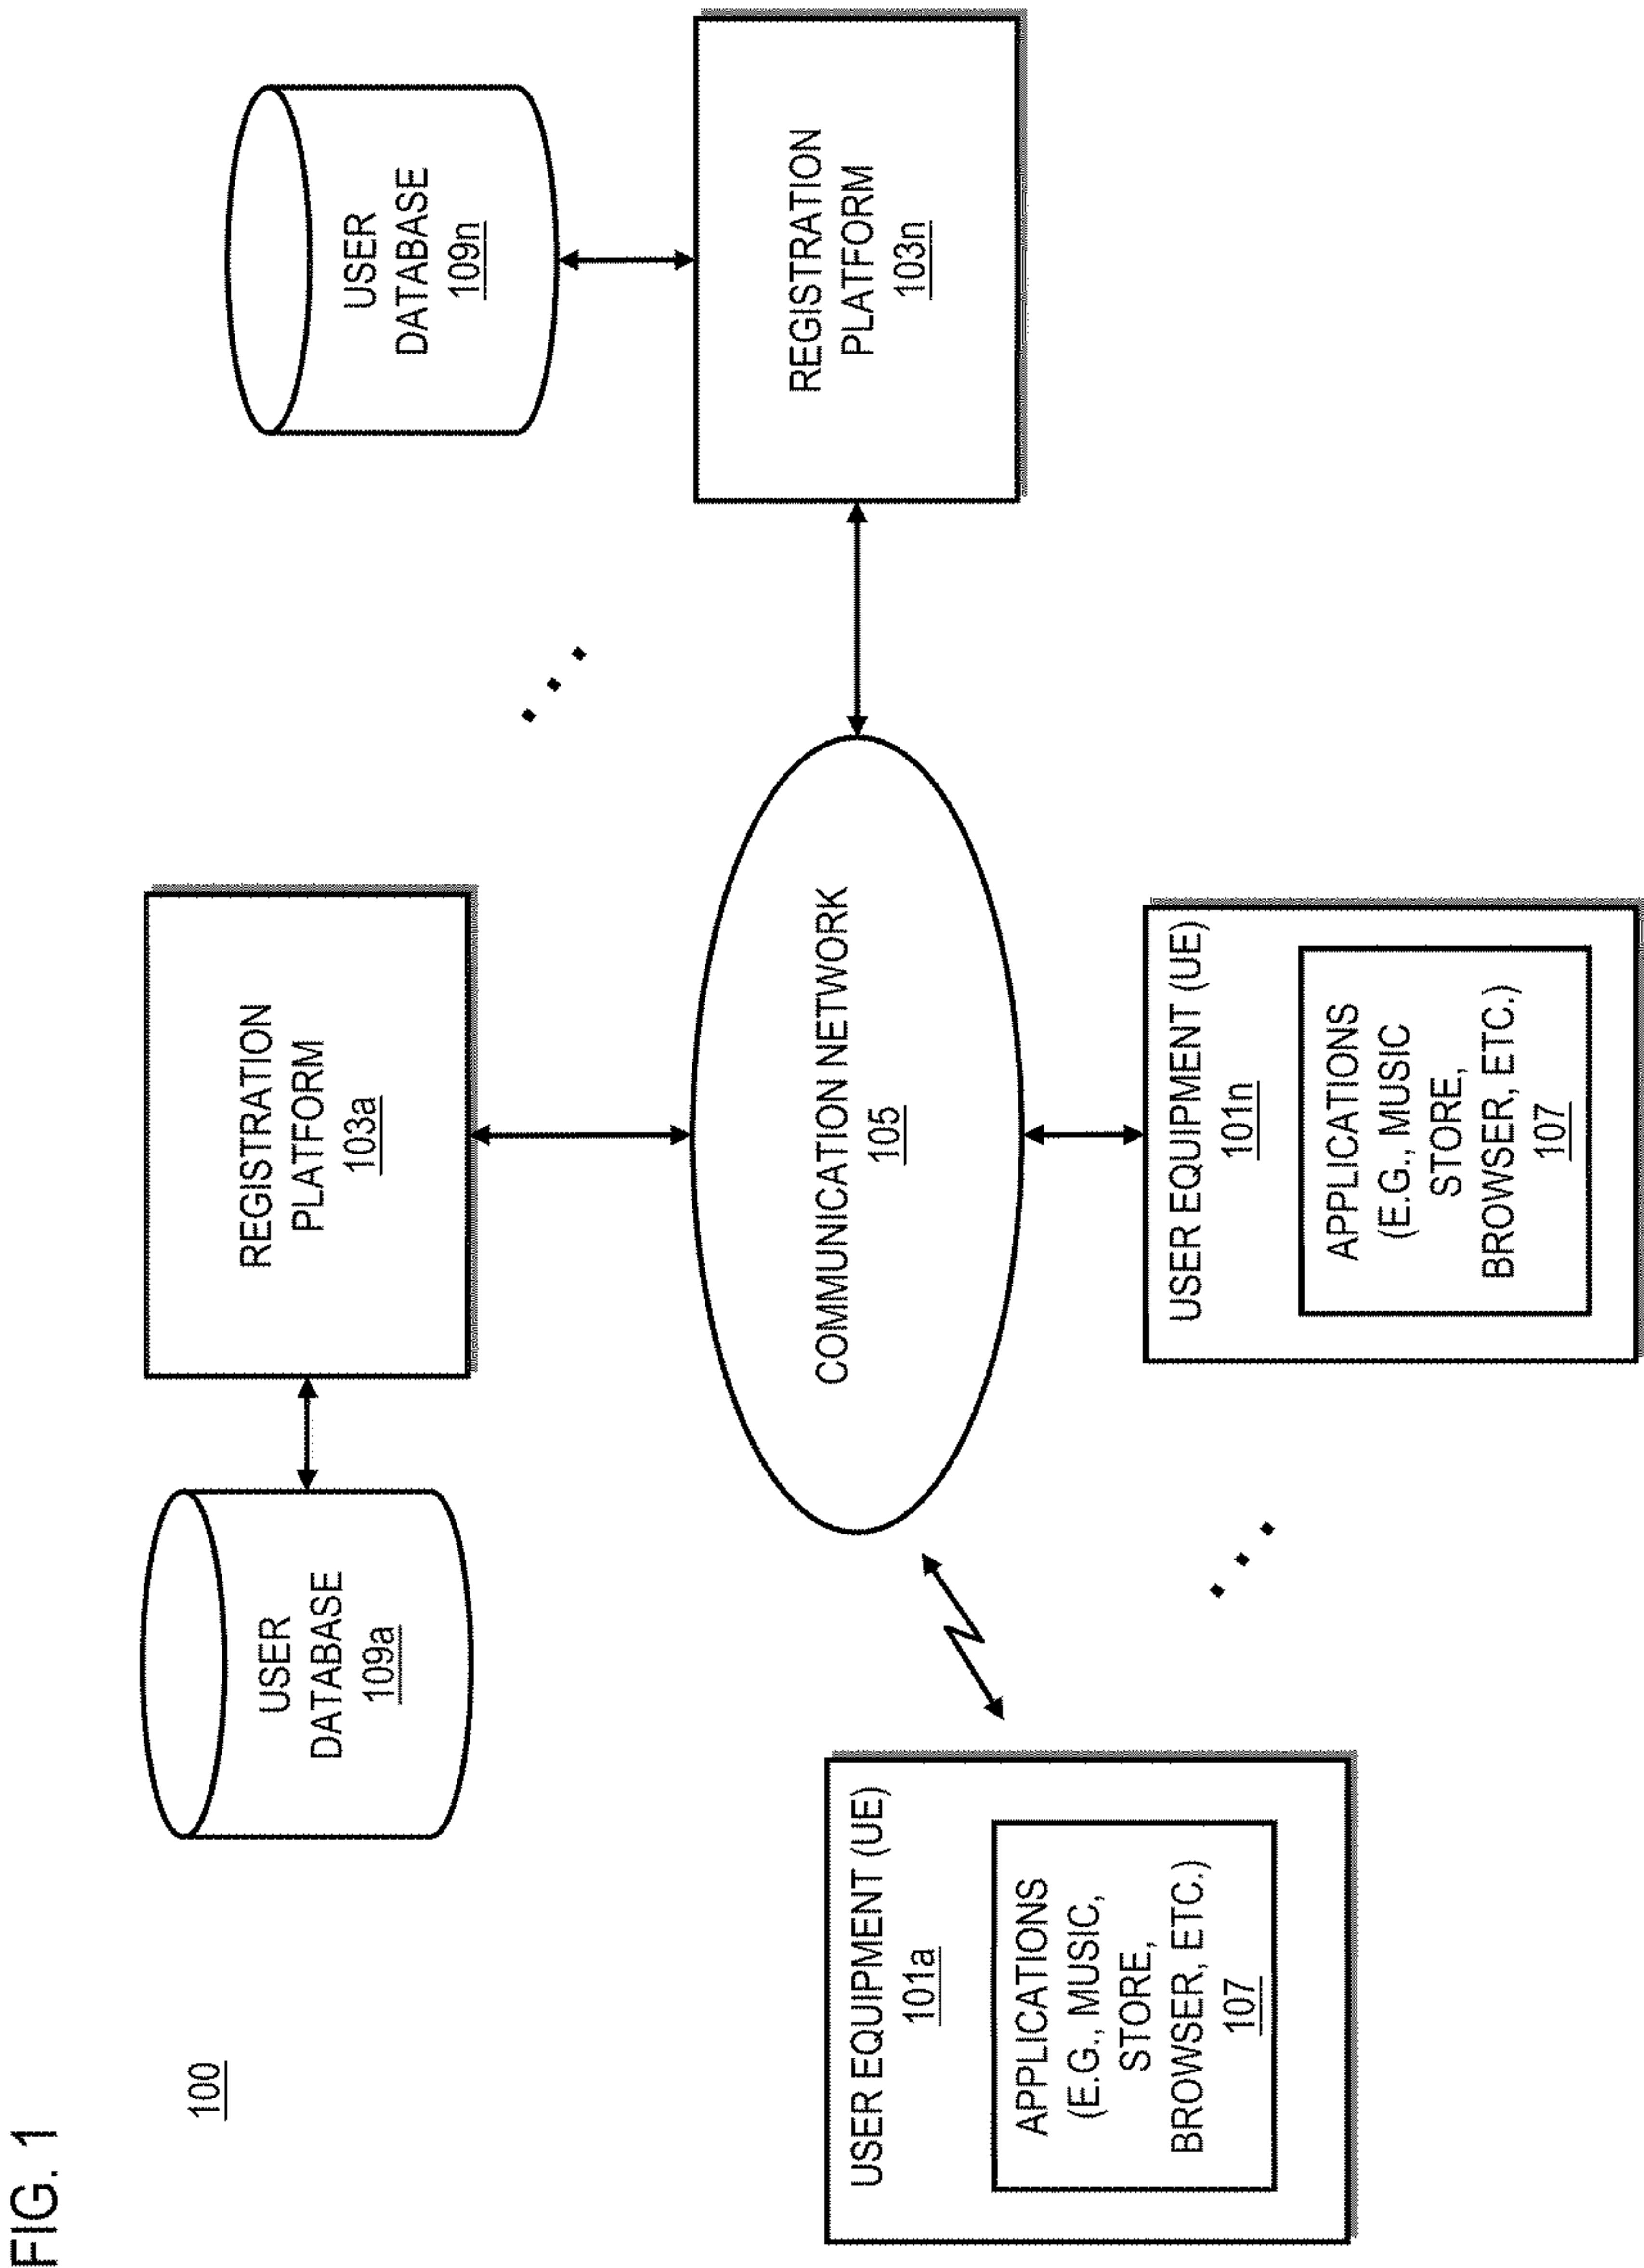 FIG. 1
100
USER
DATABASE
109a
REGISTRATION
PLATFORM
103a
USER
DATABASE
109n
REGISTRATION
PLATFORM
103n
COMMUNICATION NETWORK
105
USER EQUIPMENT (UE)
101a
APPLICATIONS
(E.G., MUSIC,
STORE,
BROWSER, ETC.)
107
USER EQUIPMENT (UE)
101n
APPLICATIONS
(E.G., MUSIC
STORE,
BROWSER, ETC.)
107